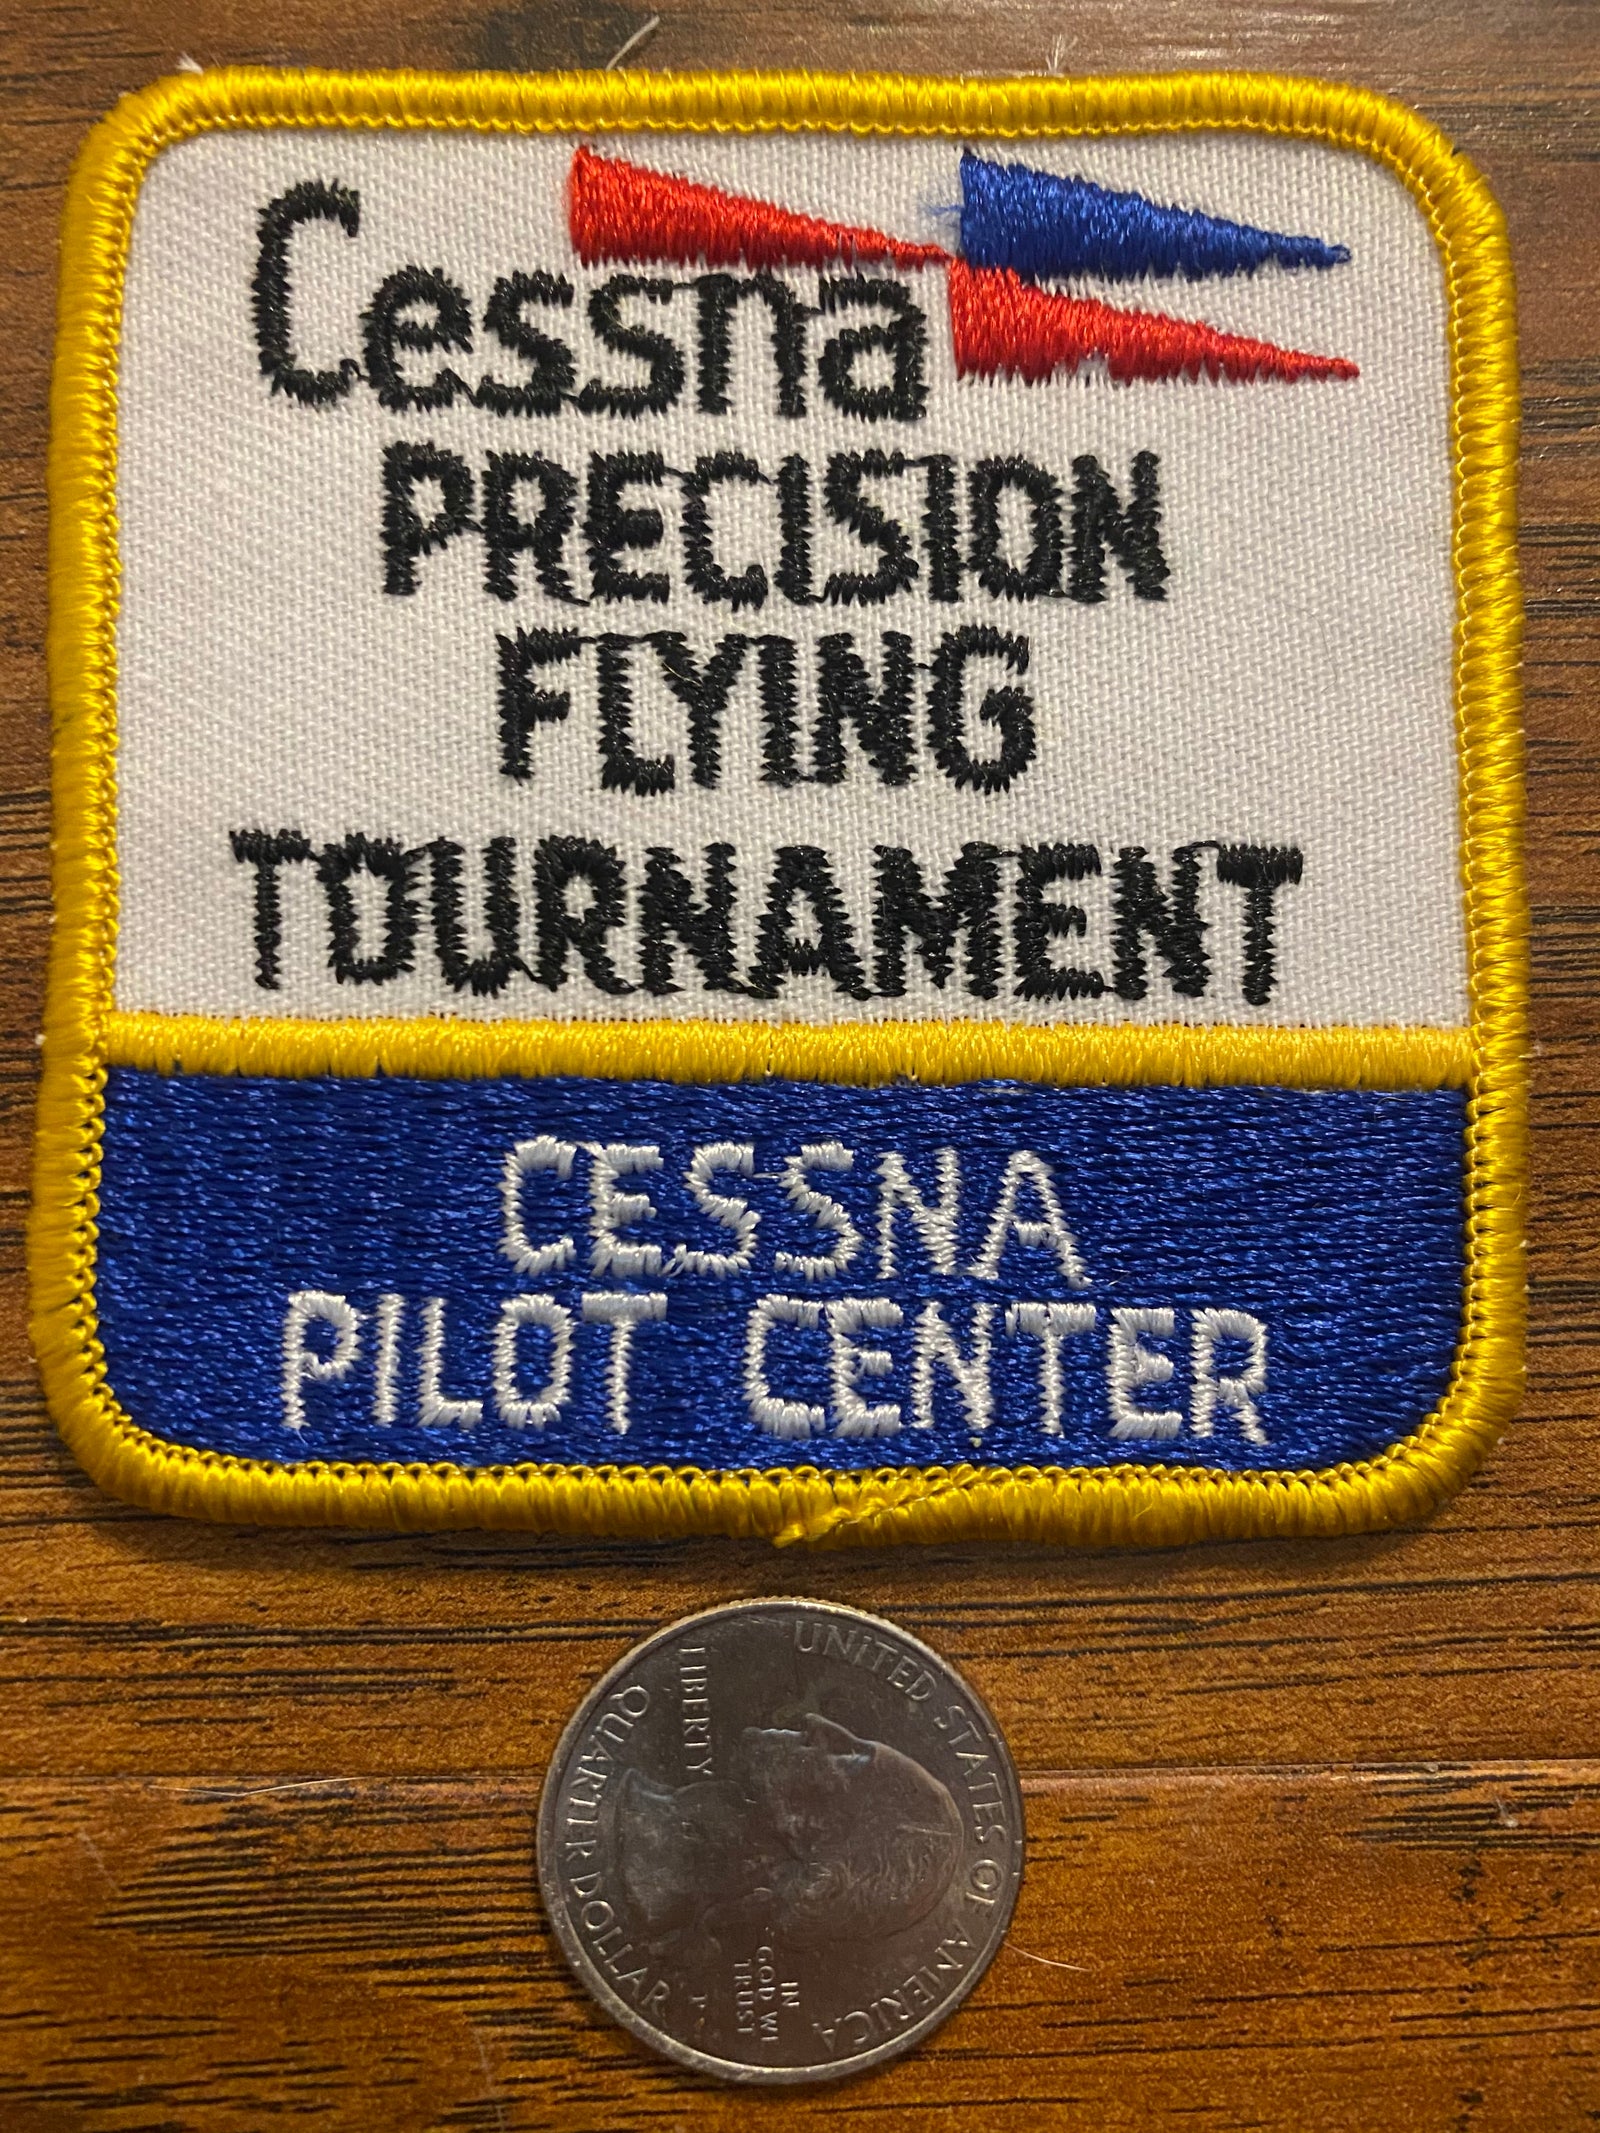 Cessna
PRECISION
FLYING
TOURNAMENT
CESSNA
PILOT CENTER
UNITED STATES OF AMERICA
LIBERTY
QUARTER DOLLAR
IN
GOD WE
TRUST
P